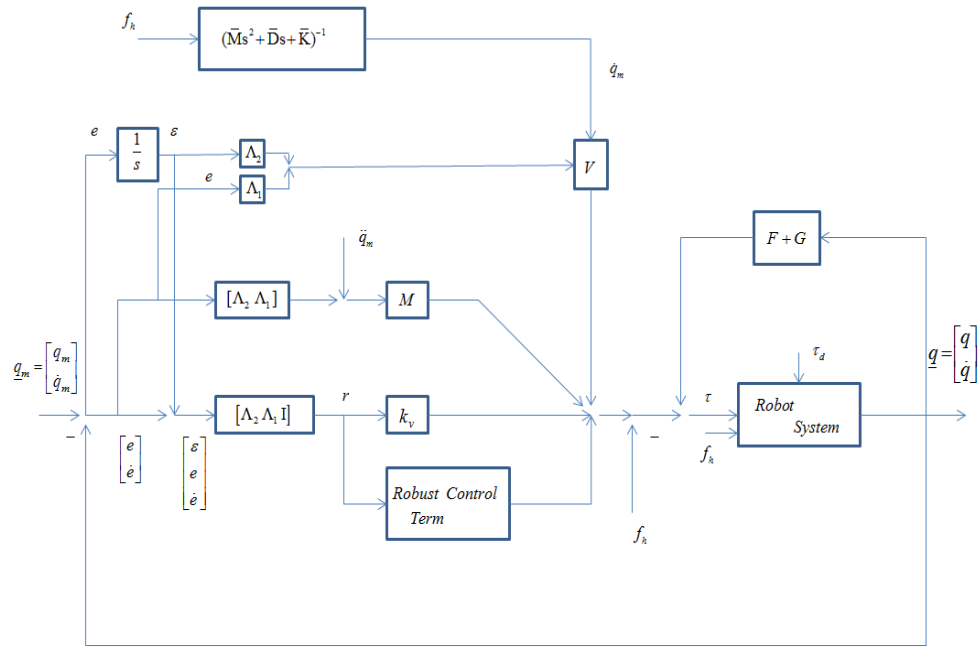 f_h
(M̄s²+D̄s+K̄)⁻¹
q̇_m
e
1/s
ε
Λ₂
e
Λ₁
V
q̈_m
F+G
[Λ₂ Λ₁]
M
q_m = [q_m q̇_m]
τ_d
q = [q q̇]
−
[Λ₂ Λ₁ I]
r
k_v
−
τ
f_h
Robot
System
[e ė]
[ε e ė]
Robust Control
Term
f_h